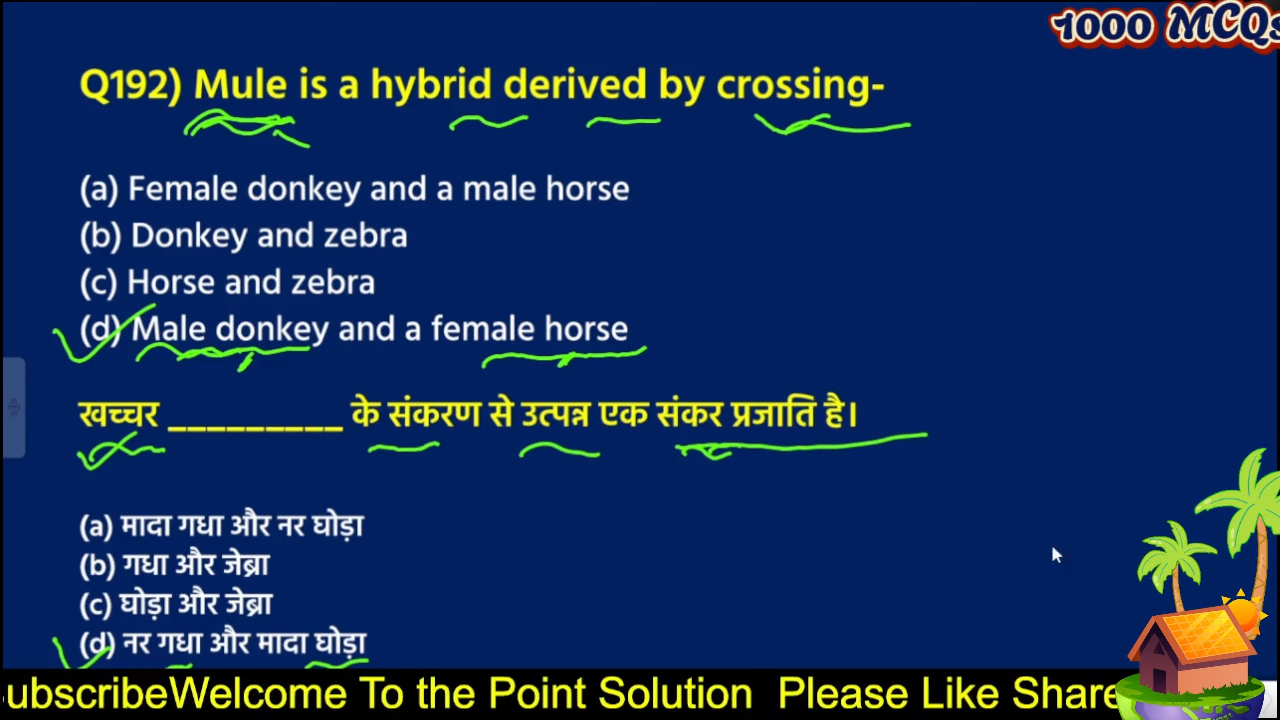 1000 MCQs
Q192) Mule is a hybrid derived by crossing-
(a) Female donkey and a male horse
(b) Donkey and zebra
(c) Horse and zebra
(d) Male donkey and a female horse
खच्चर _________ के संकरण से उत्पन्न एक संकर प्रजाति है।
(a) मादा गधा और नर घोड़ा
(b) गधा और जेब्रा
(c) घोड़ा और जेब्रा
(d) नर गधा और मादा घोड़ा
ubscribeWelcome To the Point Solution Please Like Share